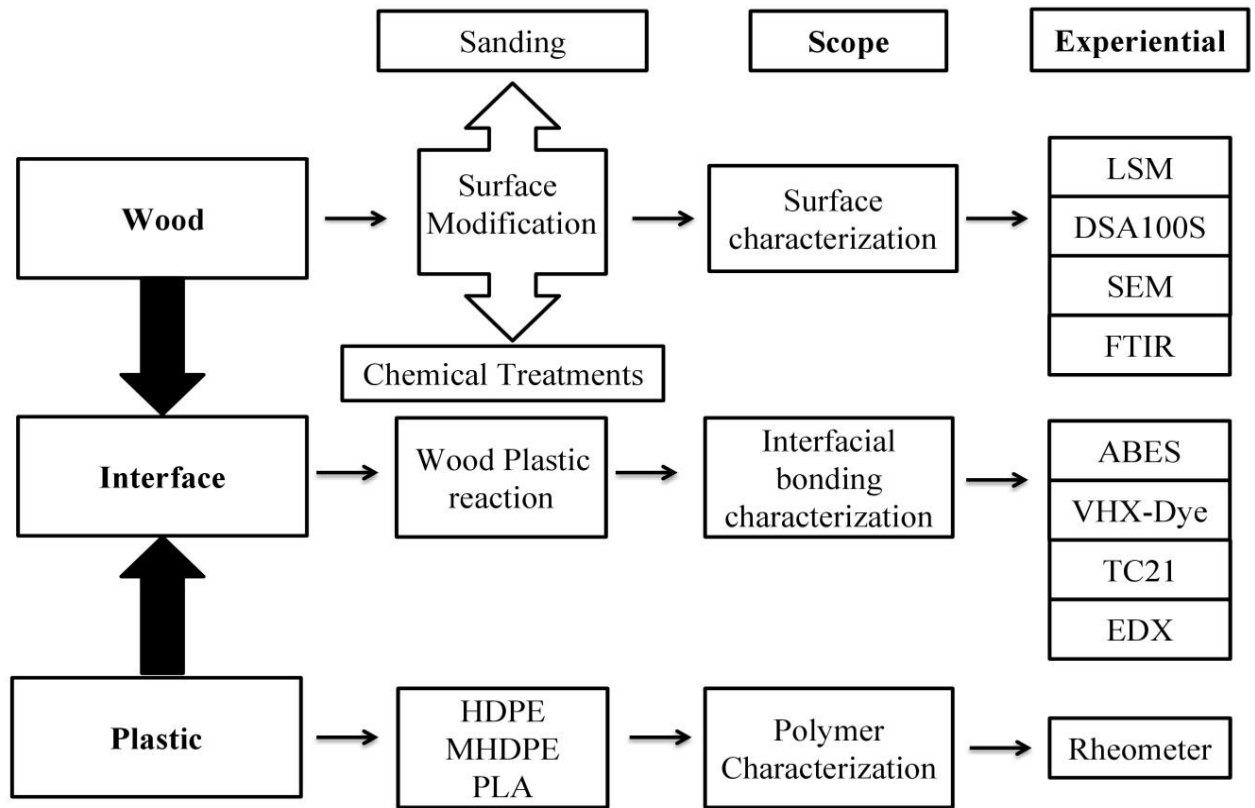 Sanding
Scope
Experiential
Wood
Surface
Modification
Surface
characterization
LSM
DSA100S
SEM
FTIR
Chemical Treatments
Interface
Wood Plastic
reaction
Interfacial
bonding
characterization
ABES
VHX-Dye
TC21
EDX
Plastic
HDPE
MHDPE
PLA
Polymer
Characterization
Rheometer